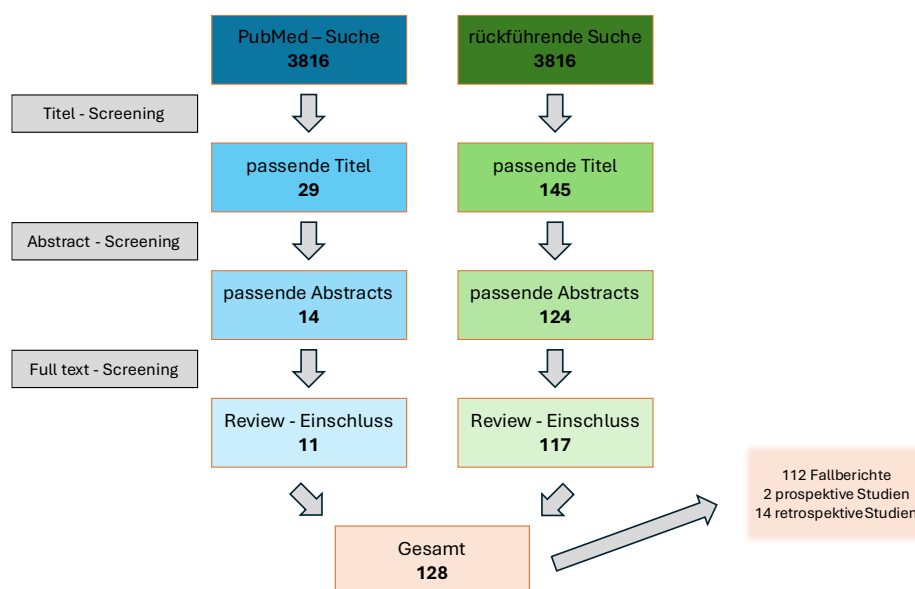 PubMed – Suche
3816
rückführende Suche
3816
Titel - Screening
passende Titel
29
passende Titel
145
Abstract - Screening
passende Abstracts
14
passende Abstracts
124
Full text - Screening
Review - Einschluss
11
Review - Einschluss
117
112 Fallberichte
2 prospektive Studien
14 retrospektive Studien
Gesamt
128